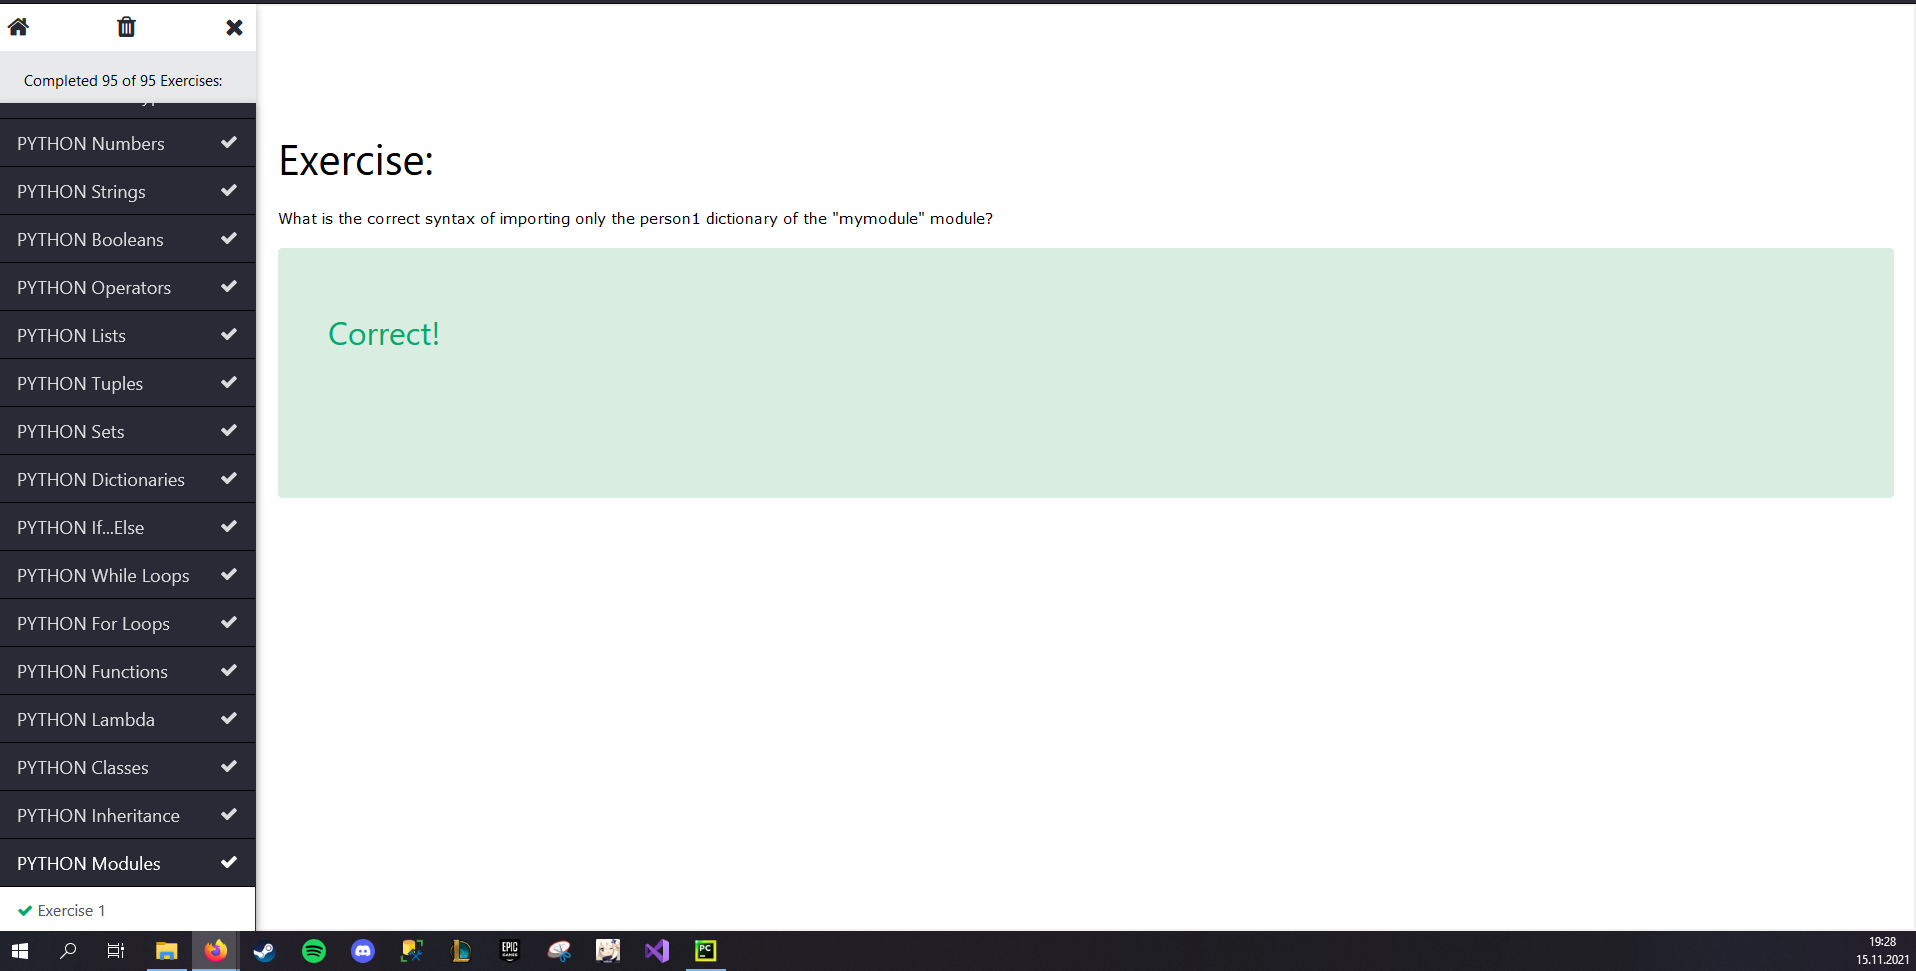 Completed 95 of 95 Exercises:
PYTHON Numbers
PYTHON Strings
PYTHON Booleans
PYTHON Operators
PYTHON Lists
PYTHON Tuples
PYTHON Sets
PYTHON Dictionaries
PYTHON If...Else
PYTHON While Loops
PYTHON For Loops
PYTHON Functions
PYTHON Lambda
PYTHON Classes
PYTHON Inheritance
PYTHON Modules
Exercise 1
Exercise:
What is the correct syntax of importing only the person1 dictionary of the "mymodule" module?
Correct!
EPIC
GAMES
PC
19:28
15.11.2021